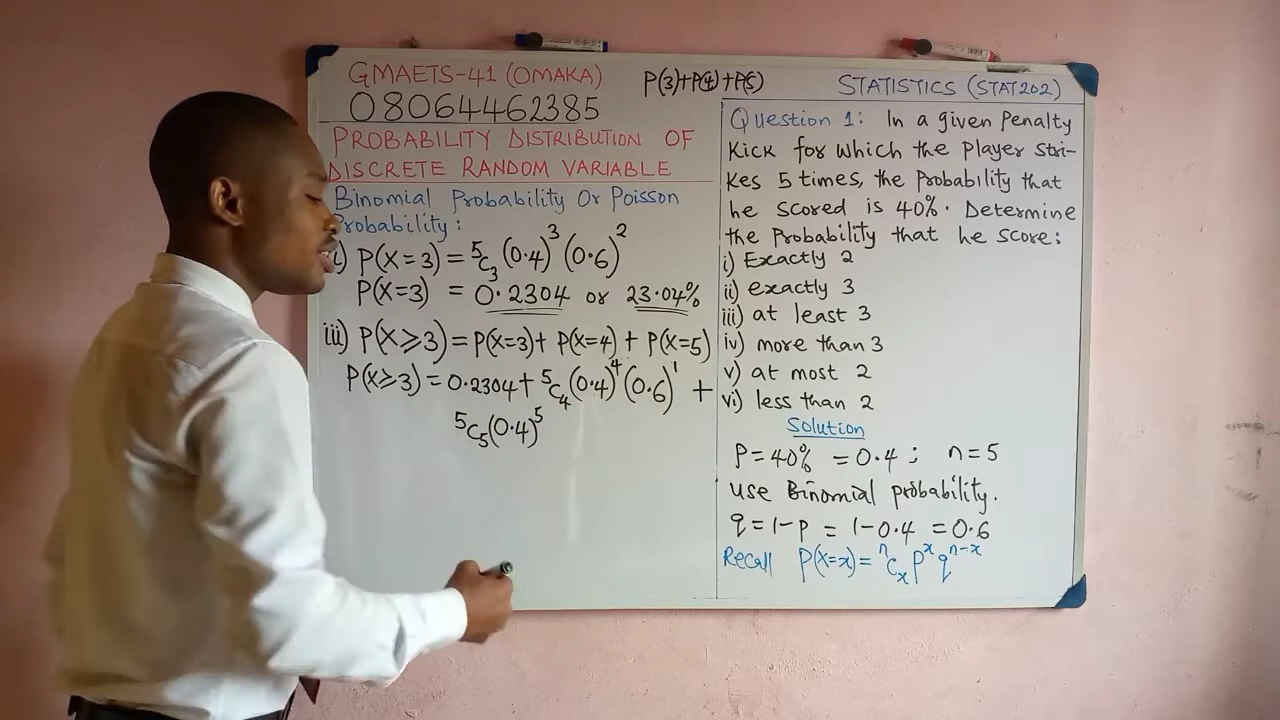 GMAETS-41 (OMAKA)
08064462385
P(3)+P(4)+P(5)
STATISTICS (STAT202)
PROBABILITY DISTRIBUTION OF
DISCRETE RANDOM VARIABLE
Binomial Probability Or Poisson
Probability:
i) P(X=3) = ⁵C₃ (0.4)³ (0.6)²
P(X=3) = 0.2304 or 23.04%
iii) P(X≥3) = P(X=3) + P(X=4) + P(X=5)
P(X≥3) = 0.2304 + ⁵C₄ (0.4)⁴ (0.6)¹ +
⁵C₅ (0.4)⁵
Question 1: In a given Penalty
Kick for which the Player stri-
kes 5 times, the Probability that
he scored is 40%. Determine
the Probability that he score:
i) Exactly 2
ii) exactly 3
iii) at least 3
iv) more than 3
v) at most 2
vi) less than 2
Solution
P = 40% = 0.4 ; n = 5
Use Binomial probability.
q = 1-p = 1-0.4 = 0.6
Recall P(X=x) = ⁿCₓ pˣ qⁿ⁻ˣ